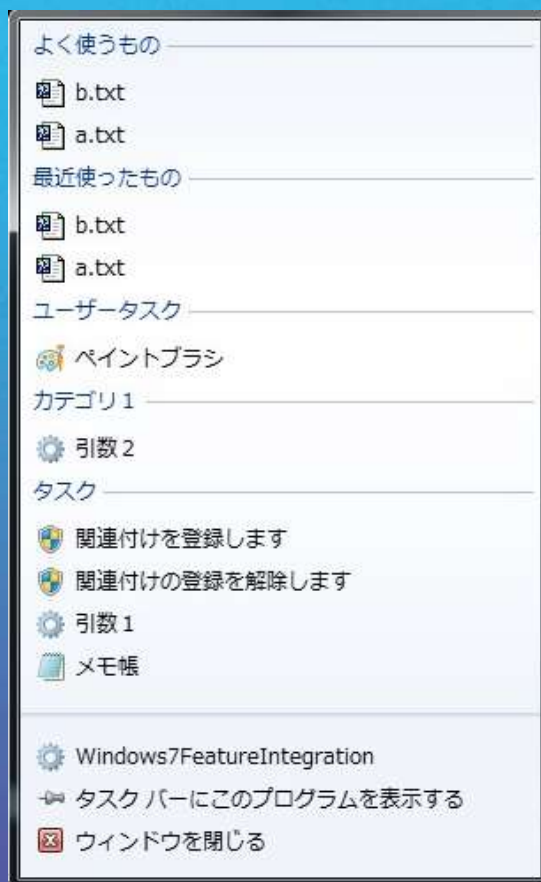 よく使うもの
b.txt
a.txt
最近使ったもの
b.txt
a.txt
ユーザータスク
ペイントブラシ
カテゴリ1
引数2
タスク
関連付けを登録します
関連付けの登録を解除します
引数1
メモ帳
Windows7FeatureIntegration
タスク バーにこのプログラムを表示する
ウィンドウを閉じる